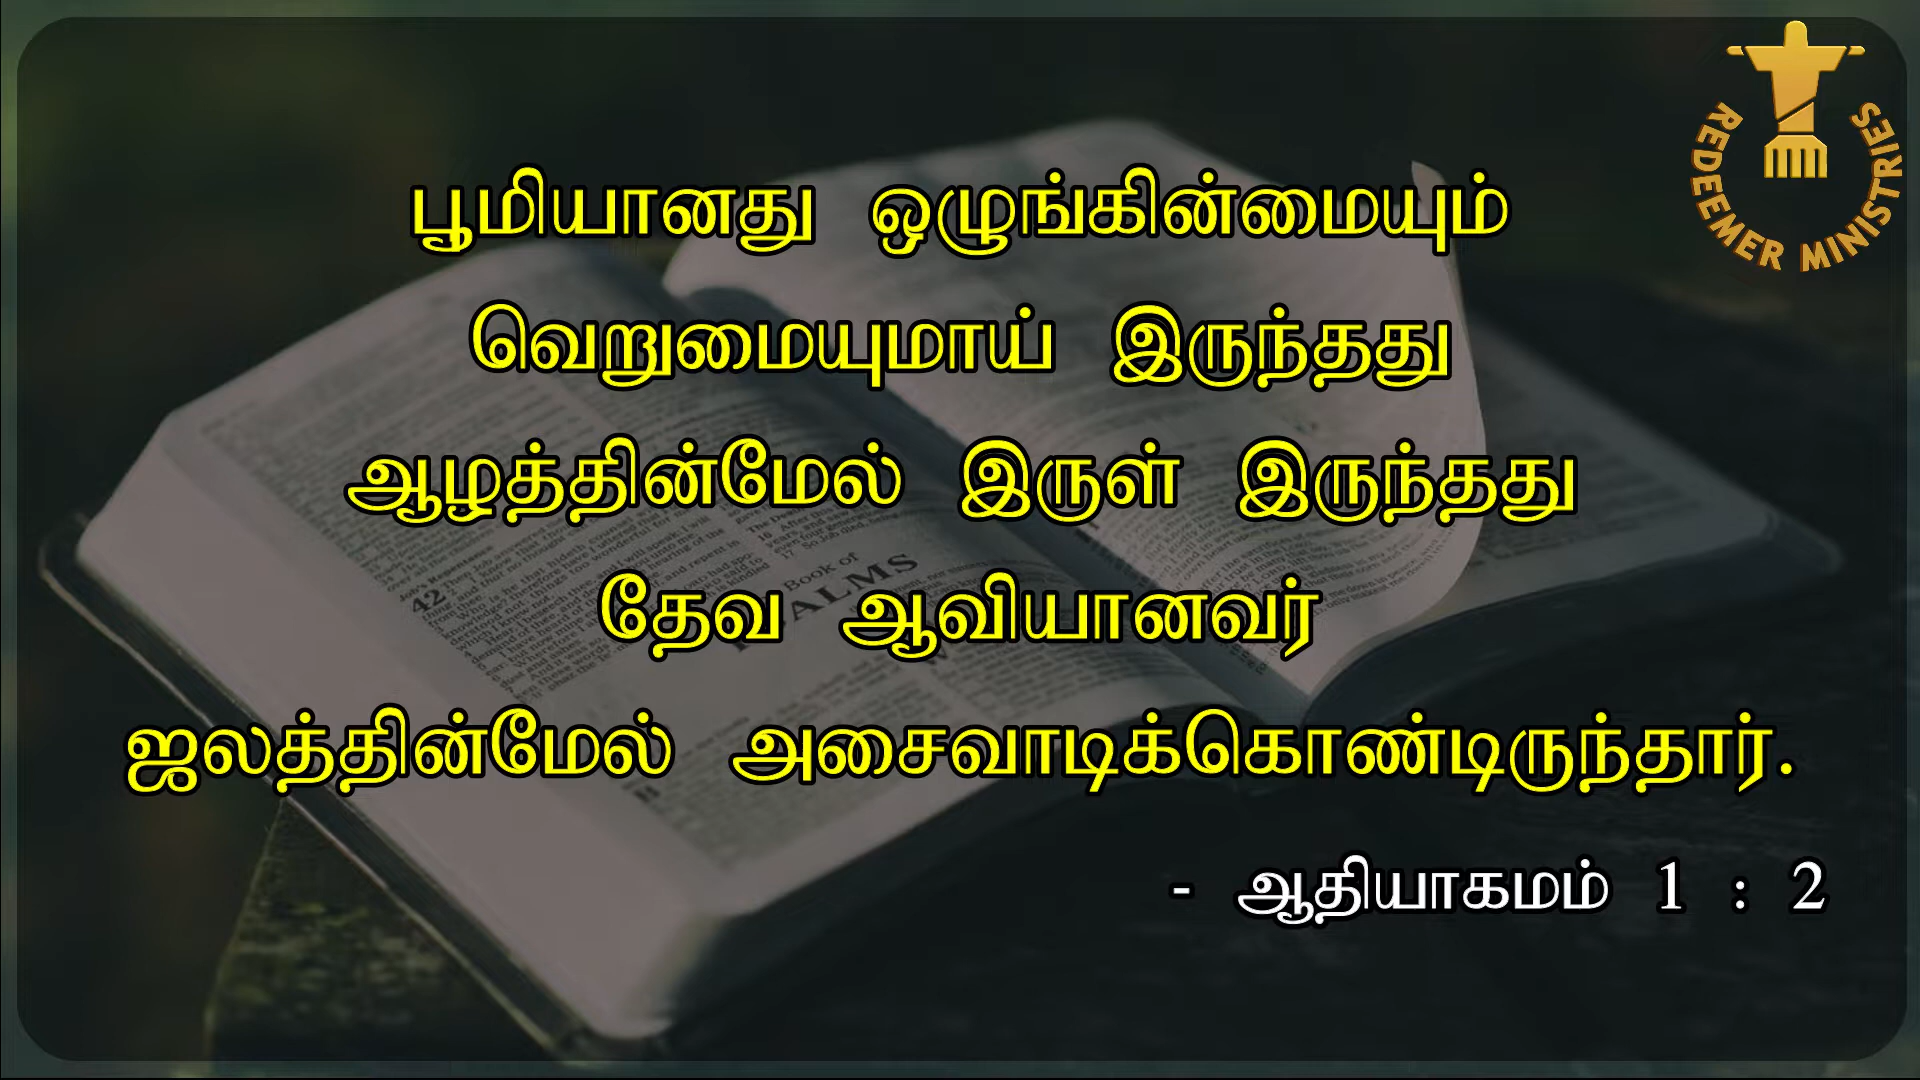 REDEEMER MINISTRIES
பூமியானது ஒழுங்கின்மையும்
வெறுமையுமாய் இருந்தது
ஆழத்தின்மேல் இருள் இருந்தது
தேவ ஆவியானவர்
ஜலத்தின்மேல் அசைவாடிக்கொண்டிருந்தார்.
- ஆதியாகமம் 1 : 2